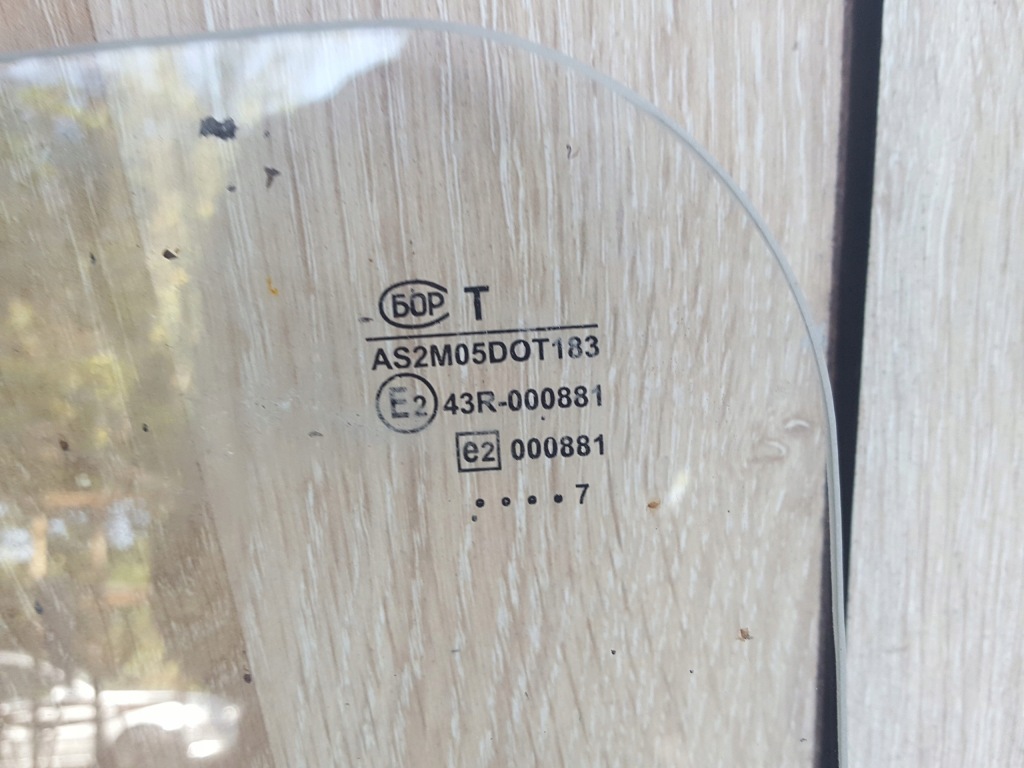 БОР T
AS2M05DOT183
E2 43R-000881
e2 000881
. . . . 7